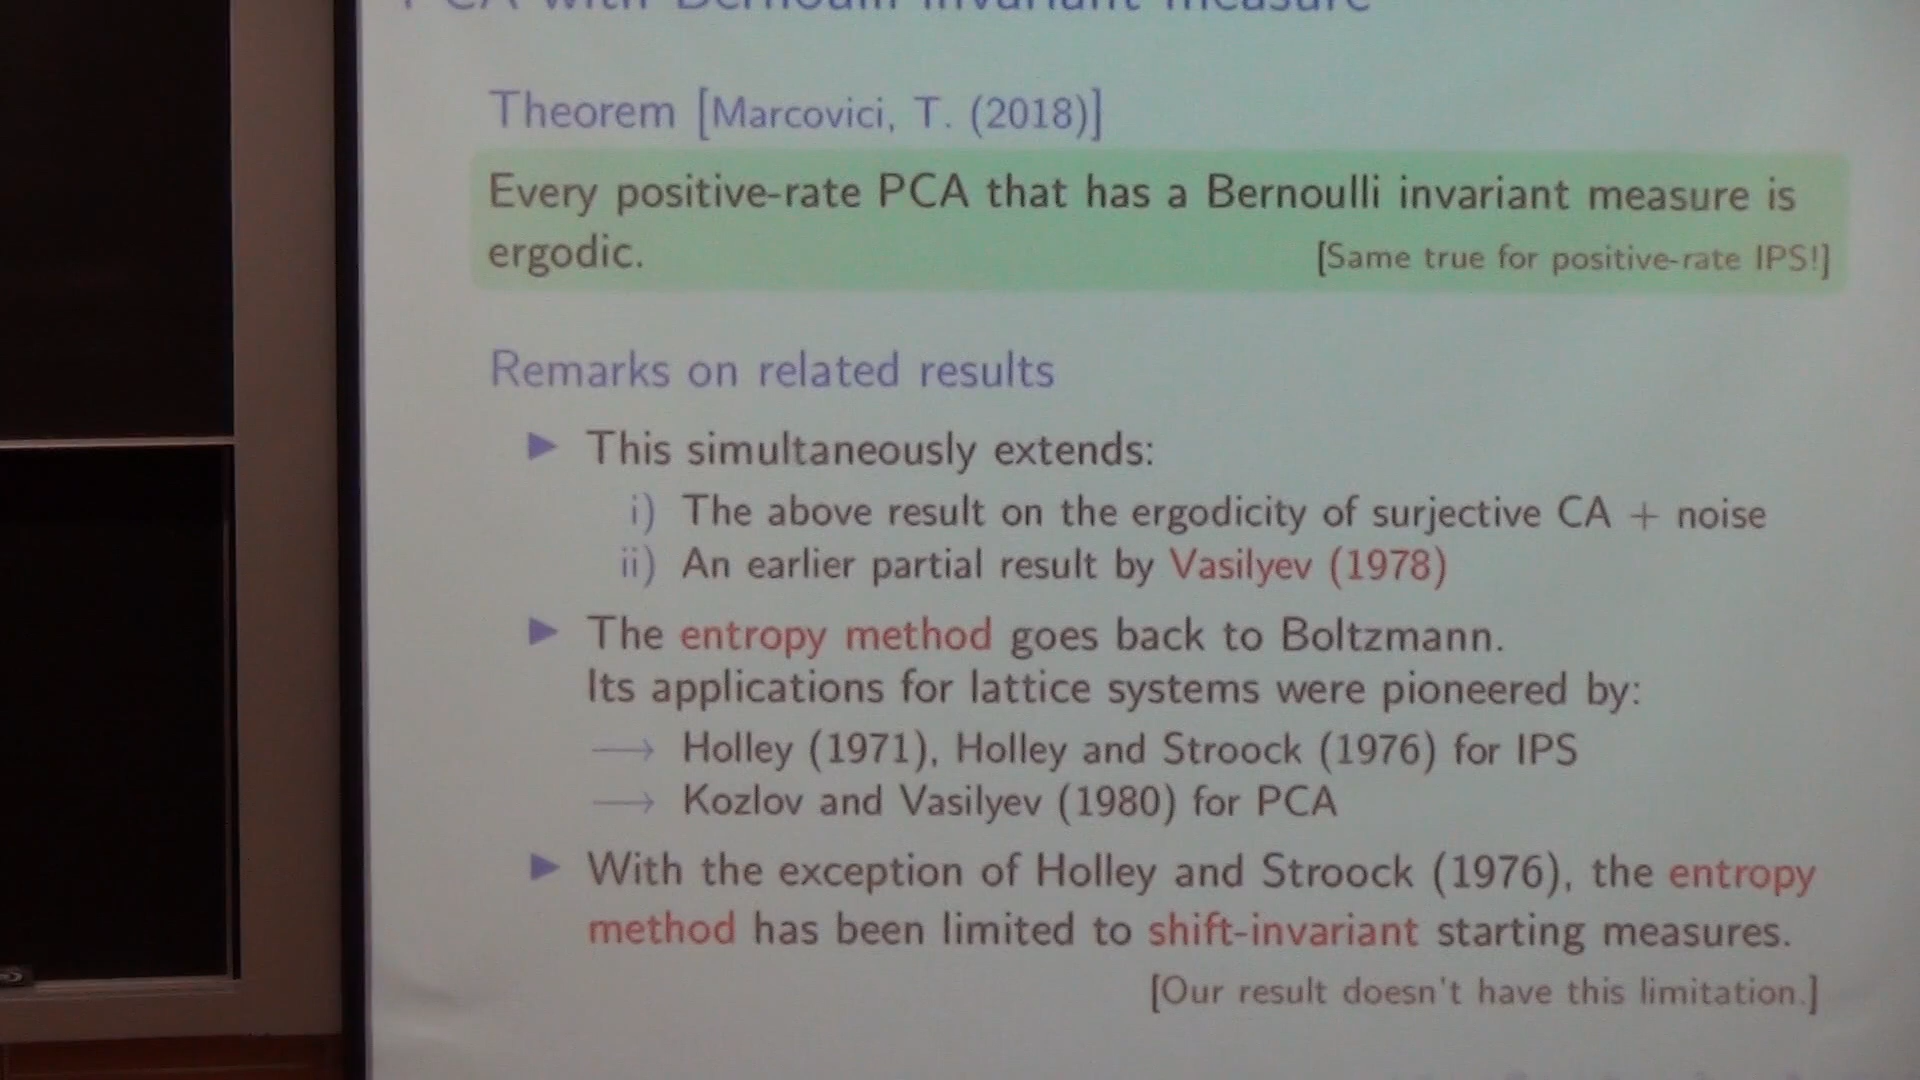 PCA with Bernoulli invariant measure
Theorem [Marcovici, T. (2018)]
Every positive-rate PCA that has a Bernoulli invariant measure is
ergodic. [Same true for positive-rate IPS!]
Remarks on related results
▶ This simultaneously extends:
i) The above result on the ergodicity of surjective CA + noise
ii) An earlier partial result by Vasilyev (1978)
▶ The entropy method goes back to Boltzmann.
Its applications for lattice systems were pioneered by:
⟶ Holley (1971), Holley and Stroock (1976) for IPS
⟶ Kozlov and Vasilyev (1980) for PCA
▶ With the exception of Holley and Stroock (1976), the entropy
method has been limited to shift-invariant starting measures.
[Our result doesn't have this limitation.]